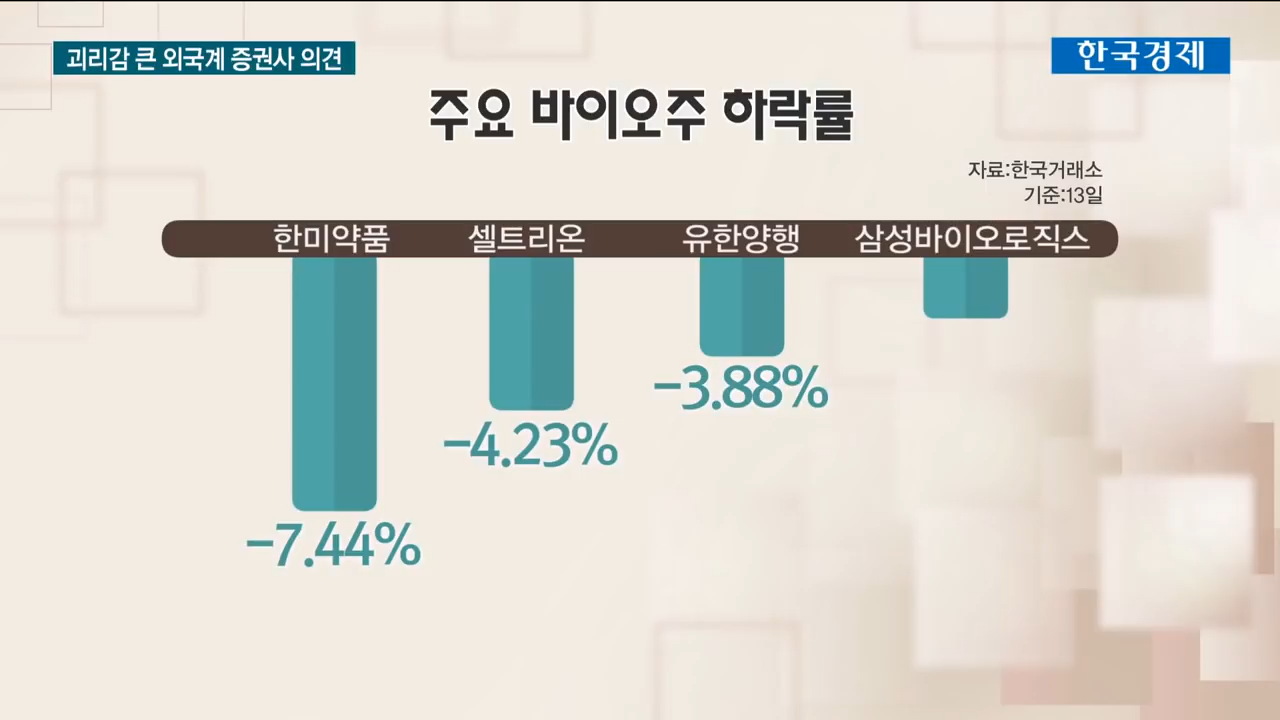 괴리감 큰 외국계 증권사 의견
한국경제
주요 바이오주 하락률
자료:한국거래소
기준:13일
한미약품 셀트리온 유한양행 삼성바이오로직스
-3.88%
-4.23%
-7.44%